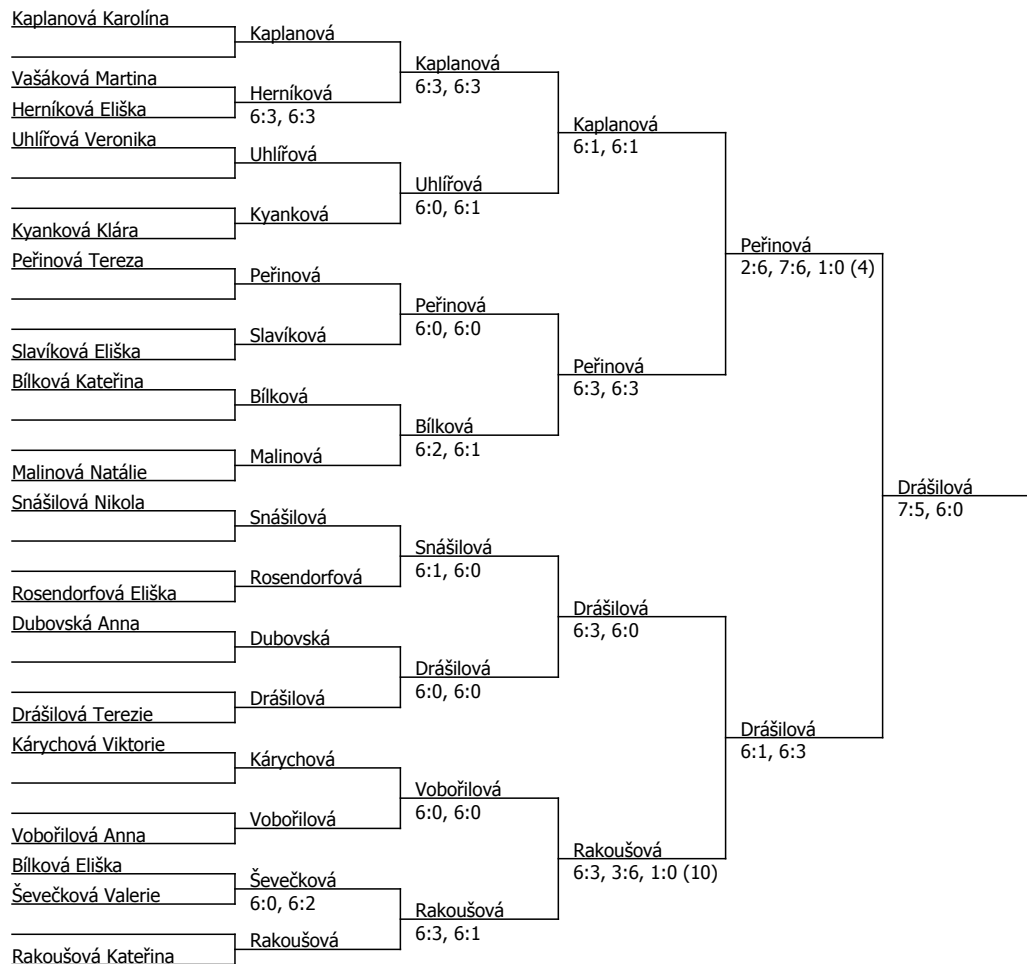 Kaplanová Karolína
Vašáková Martina
Herníková Eliška
Uhlířová Veronika
Kyanková Klára
Peřinová Tereza
Slavíková Eliška
Bílková Kateřina
Malinová Natálie
Snášilová Nikola
Rosendorfová Eliška
Dubovská Anna
Drášilová Terezie
Kárychová Viktorie
Vobořilová Anna
Bílková Eliška
Ševečková Valerie
Rakoušová Kateřina
Kaplanová
Herníková
6:3, 6:3
Uhlířová
Kyanková
Peřinová
Slavíková
Bílková
Malinová
Snášilová
Rosendorfová
Dubovská
Drášilová
Kárychová
Vobořilová
Ševečková
6:0, 6:2
Rakoušová
Kaplanová
6:3, 6:3
Uhlířová
6:0, 6:1
Peřinová
6:0, 6:0
Bílková
6:2, 6:1
Snášilová
6:1, 6:0
Drášilová
6:0, 6:0
Vobořilová
6:0, 6:0
Rakoušová
6:3, 6:1
Kaplanová
6:1, 6:1
Peřinová
6:3, 6:3
Drášilová
6:3, 6:0
Rakoušová
6:3, 3:6, 1:0 (10)
Peřinová
2:6, 7:6, 1:0 (4)
Drášilová
6:1, 6:3
Drášilová
7:5, 6:0